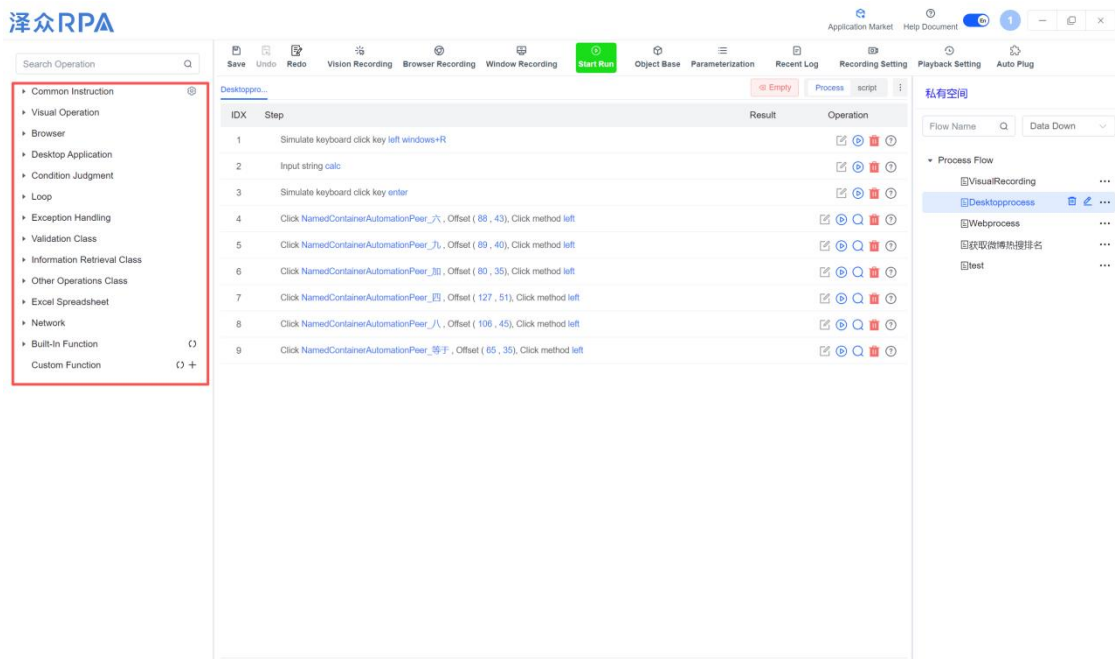 泽众RPA
Application Market Help Document En 1
Search Operation
Save Undo Redo Vision Recording Browser Recording Window Recording Start Run Object Base Parameterization Recent Log Recording Setting Playback Setting Auto Plug
Common Instruction
Visual Operation
Browser
Desktop Application
Condition Judgment
Loop
Exception Handling
Validation Class
Information Retrieval Class
Other Operations Class
Excel Spreadsheet
Network
Built-In Function
Custom Function
Desktoppro...
Empty Process script
IDX Step Result Operation
1 Simulate keyboard click key left windows+R
2 Input string calc
3 Simulate keyboard click key enter
4 Click NamedContainerAutomationPeer_六 , Offset ( 88 , 43), Click method left
5 Click NamedContainerAutomationPeer_九 , Offset ( 89 , 40), Click method left
6 Click NamedContainerAutomationPeer_加 , Offset ( 80 , 35), Click method left
7 Click NamedContainerAutomationPeer_四 , Offset ( 127 , 51), Click method left
8 Click NamedContainerAutomationPeer_八 , Offset ( 106 , 45), Click method left
9 Click NamedContainerAutomationPeer_等于 , Offset ( 65 , 35), Click method left
私有空间
Flow Name Data Down
Process Flow
VisualRecording
Desktopprocess
Webprocess
获取微博热搜排名
test